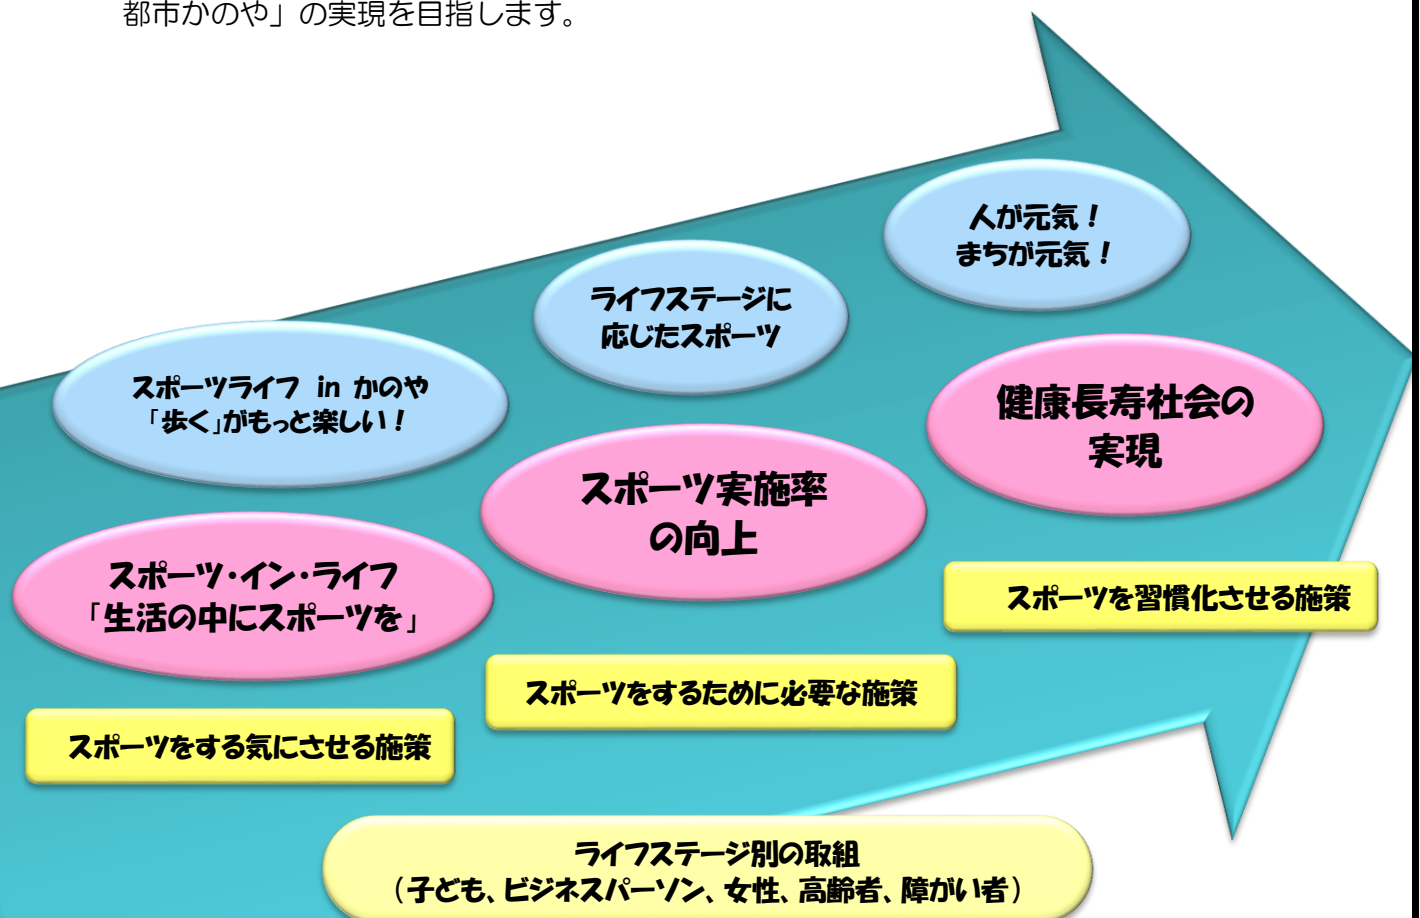 都市かのや」の実現を目指します。
人が元気！
まちが元気！
ライフステージに
応じたスポーツ
スポーツライフ in かのや
「歩く」がもっと楽しい！
健康長寿社会の
実現
スポーツ実施率
の向上
スポーツ・イン・ライフ
「生活の中にスポーツを」
スポーツを習慣化させる施策
スポーツをするために必要な施策
スポーツをする気にさせる施策
ライフステージ別の取組
（子ども、ビジネスパーソン、女性、高齢者、障がい者）